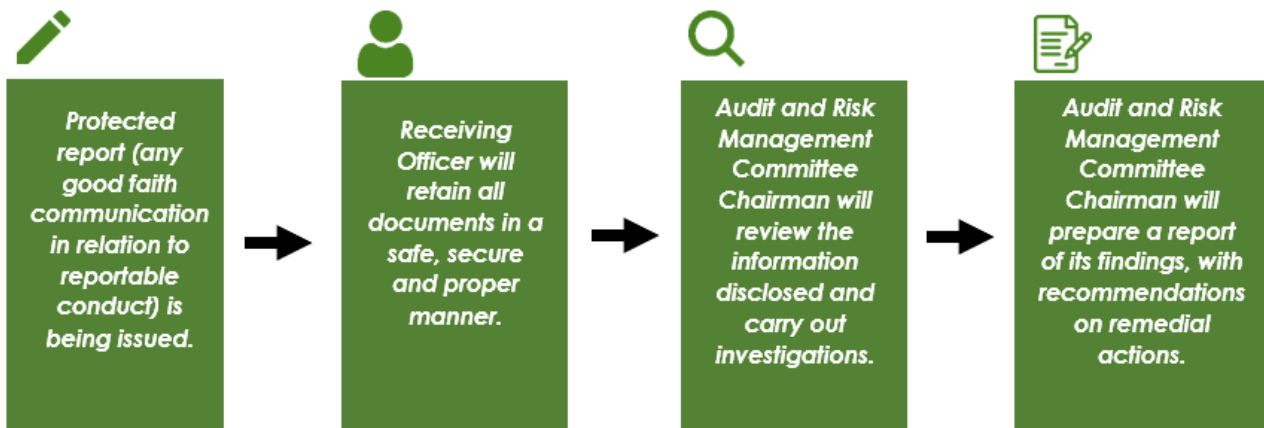 Protected
report (any
good faith
communication
in relation to
reportable
conduct) is
being issued.
Receiving
Officer will
retain all
documents in a
safe, secure
and proper
manner.
Audit and Risk
Management
Committee
Chairman will
review the
information
disclosed and
carry out
investigations.
Audit and Risk
Management
Committee
Chairman will
prepare a report
of its findings, with
recommendations
on remedial
actions.